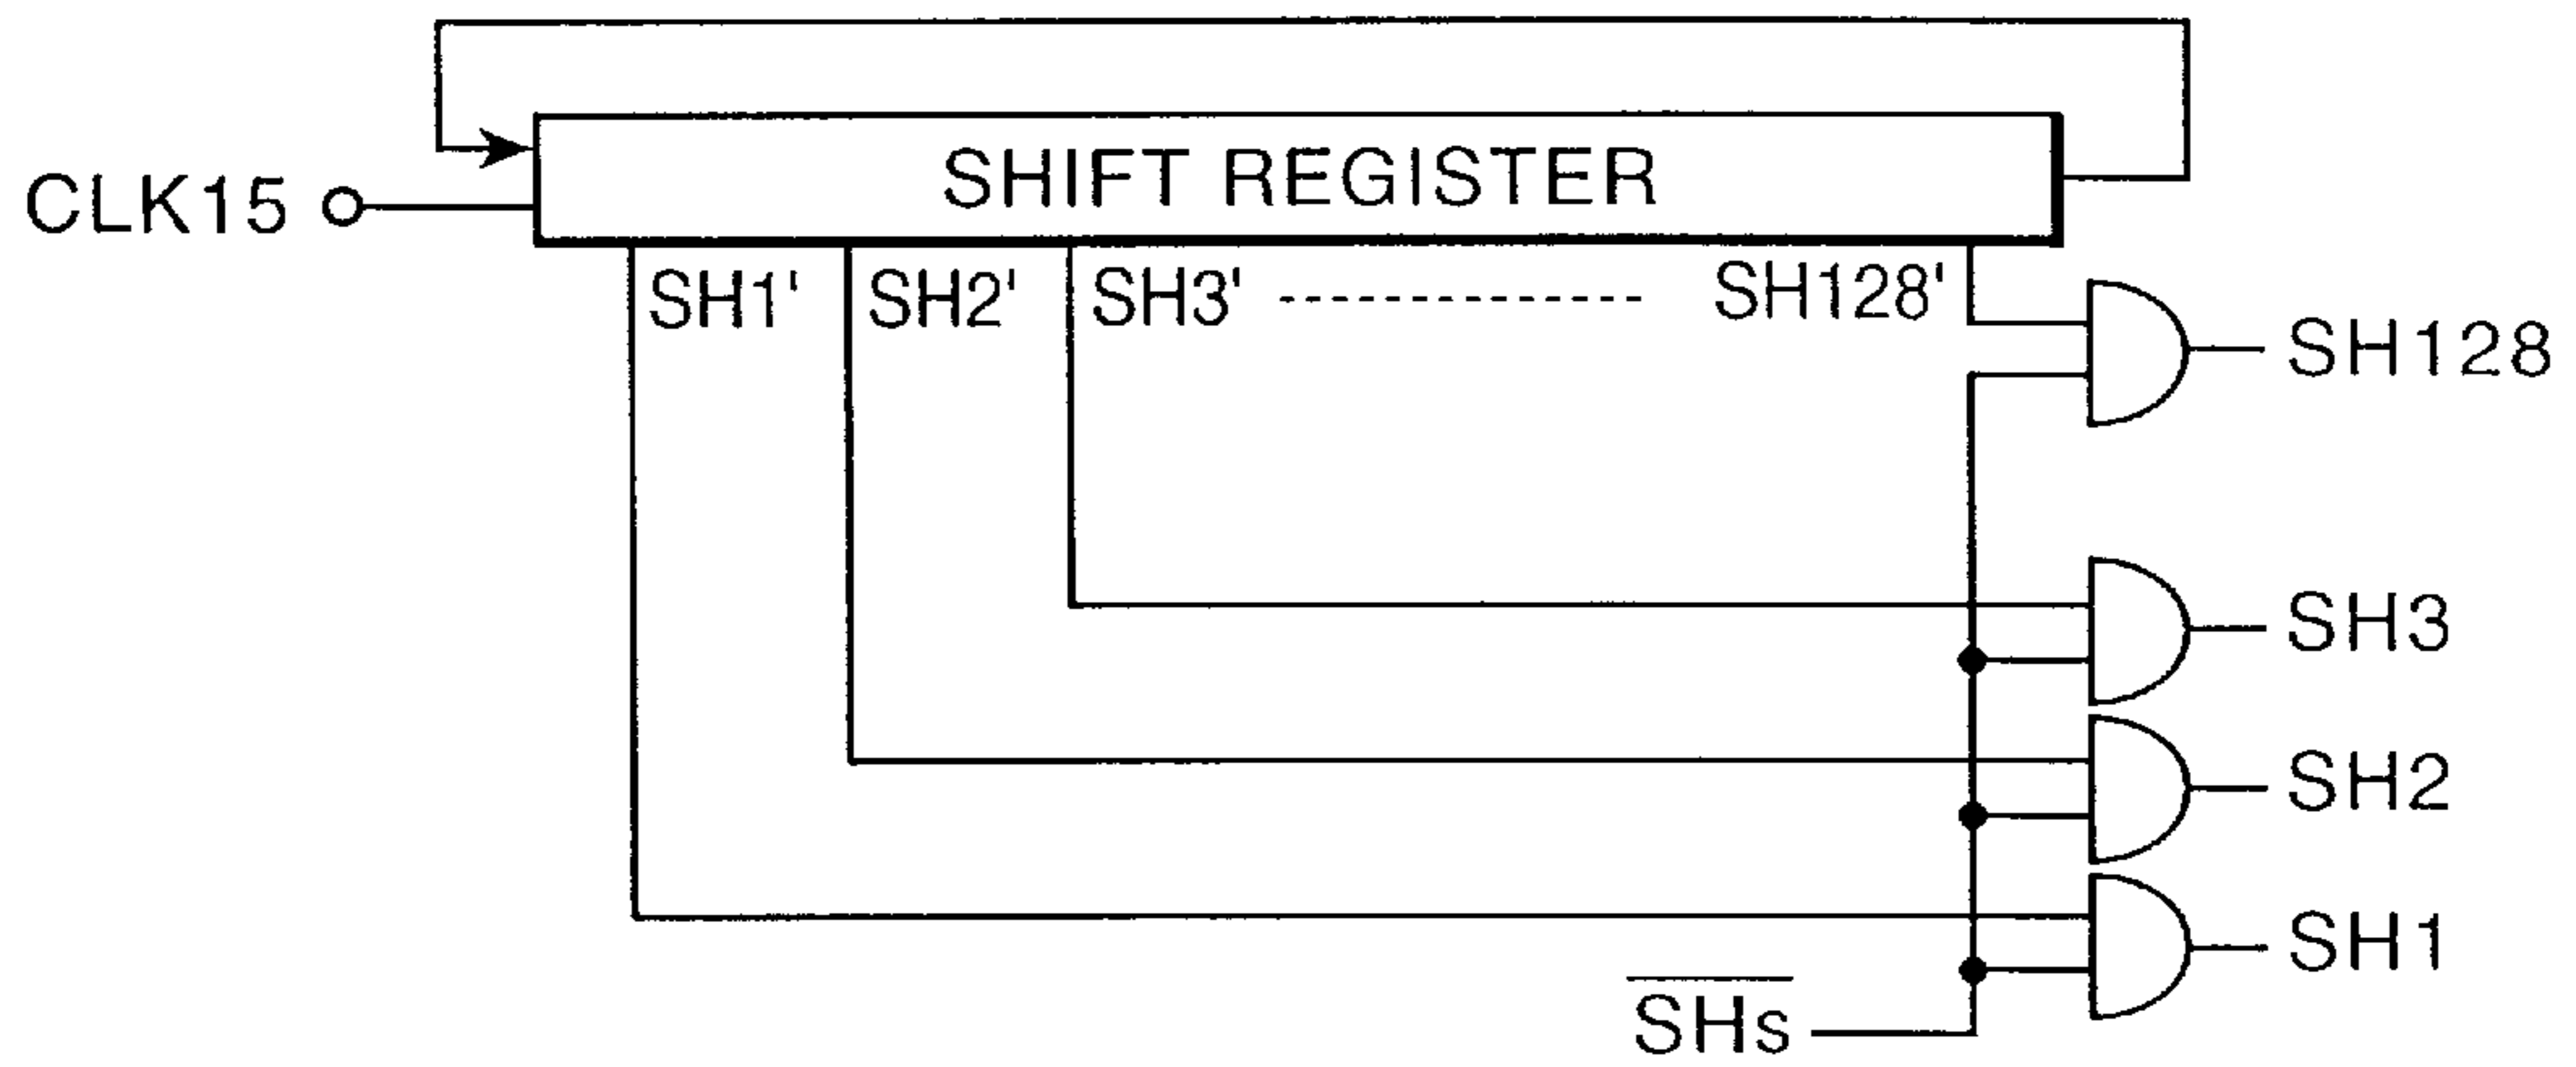 CLK15
SHIFT REGISTER
SH1' SH2' SH3' SH128'
SH128
SH3
SH2
SH1
SHs